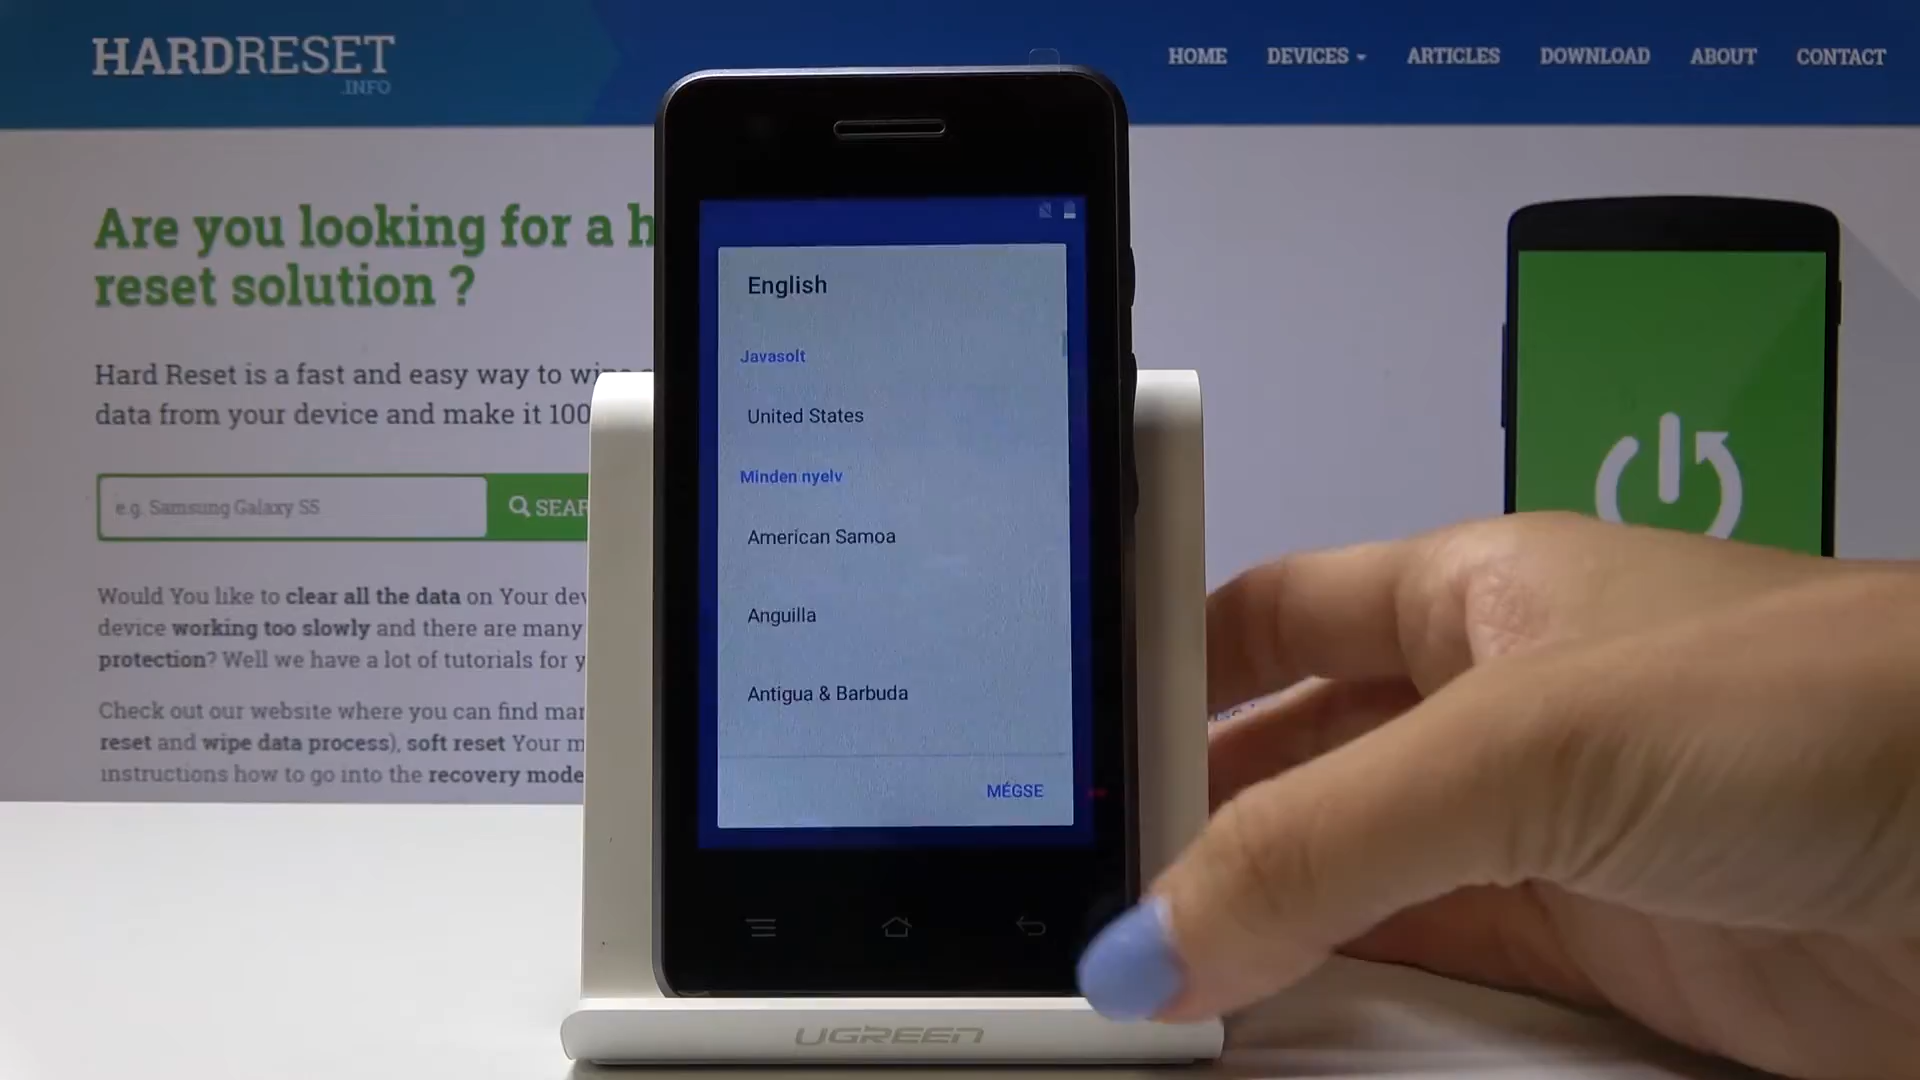 HARDRESET
.INFO
HOME DEVICES ARTICLES DOWNLOAD ABOUT CONTACT
Are you looking for a h
reset solution ?
Hard Reset is a fast and easy way to
data from your device and make it 100
e.g. Samsung Galaxy S5
SEAR
Would You like to clear all the data on Your dev
device working too slowly and there are many
protection? Well we have a lot of tutorials for y
Check out our website where you can find mar
reset and wipe data process), soft reset Your m
instructions how to go into the recovery mode
English
Javasolt
United States
Minden nyelv
American Samoa
Anguilla
Antigua & Barbuda
MÉGSE
UGREEN